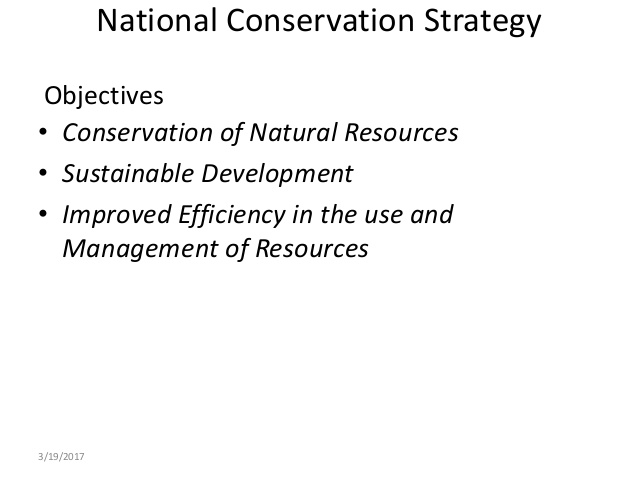 National Conservation Strategy
Objectives
• Conservation of Natural Resources
• Sustainable Development
• Improved Efficiency in the use and
Management of Resources
3/19/2017